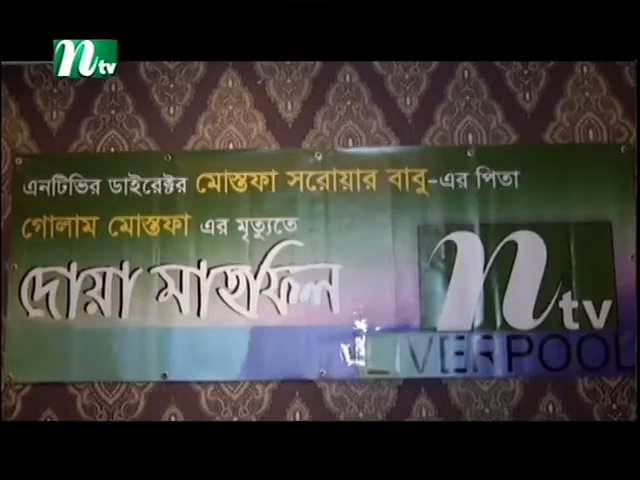 ntv
এনটিভির ডাইরেক্টর মোস্তফা সরোয়ার বাবু-এর পিতা
গোলাম মোস্তফা এর মৃত্যুতে
দোয়া মাহফিল
ntv
LIVERPOOL